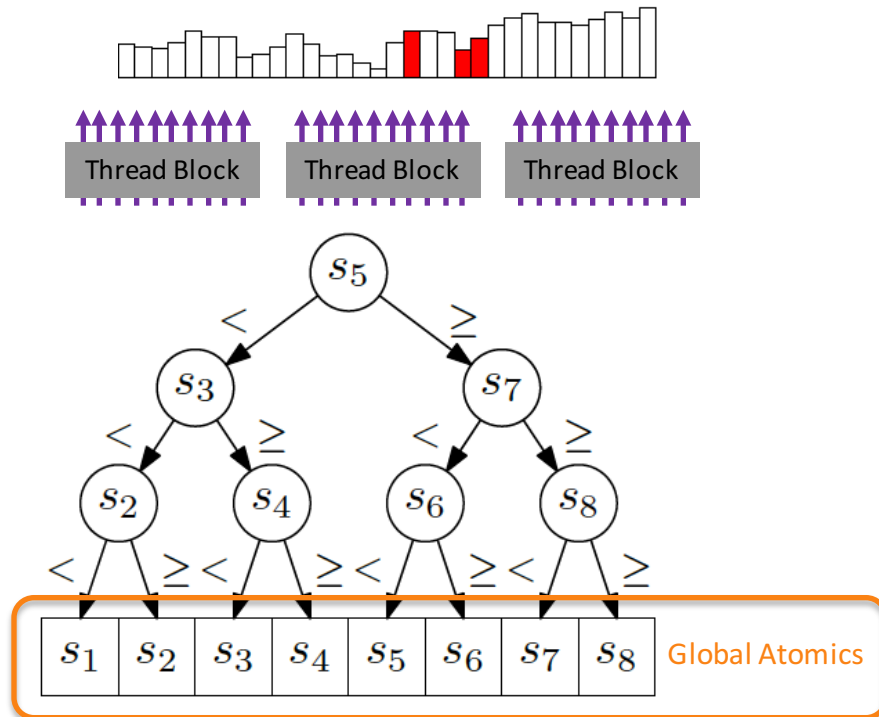 Thread Block Thread Block Thread Block
s5
< ≥
s3 s7
< ≥ < ≥
s2 s4 s6 s8
< ≥ < ≥ < ≥ < ≥
s1 s2 s3 s4 s5 s6 s7 s8 Global Atomics